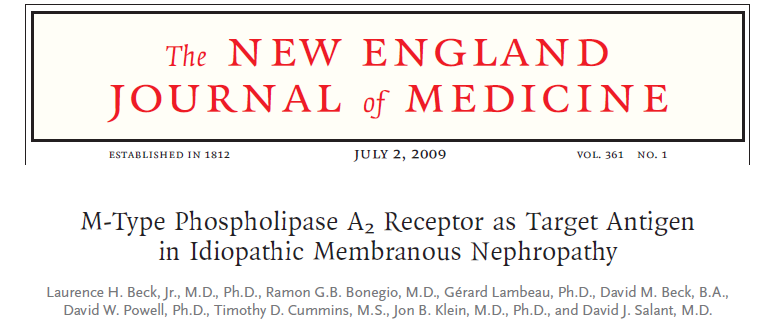 The NEW ENGLAND
JOURNAL of MEDICINE
ESTABLISHED IN 1812 JULY 2, 2009 VOL. 361 NO. 1
M-Type Phospholipase A2 Receptor as Target Antigen
in Idiopathic Membranous Nephropathy
Laurence H. Beck, Jr., M.D., Ph.D., Ramon G.B. Bonegio, M.D., Gérard Lambeau, Ph.D., David M. Beck, B.A.,
David W. Powell, Ph.D., Timothy D. Cummins, M.S., Jon B. Klein, M.D., Ph.D., and David J. Salant, M.D.